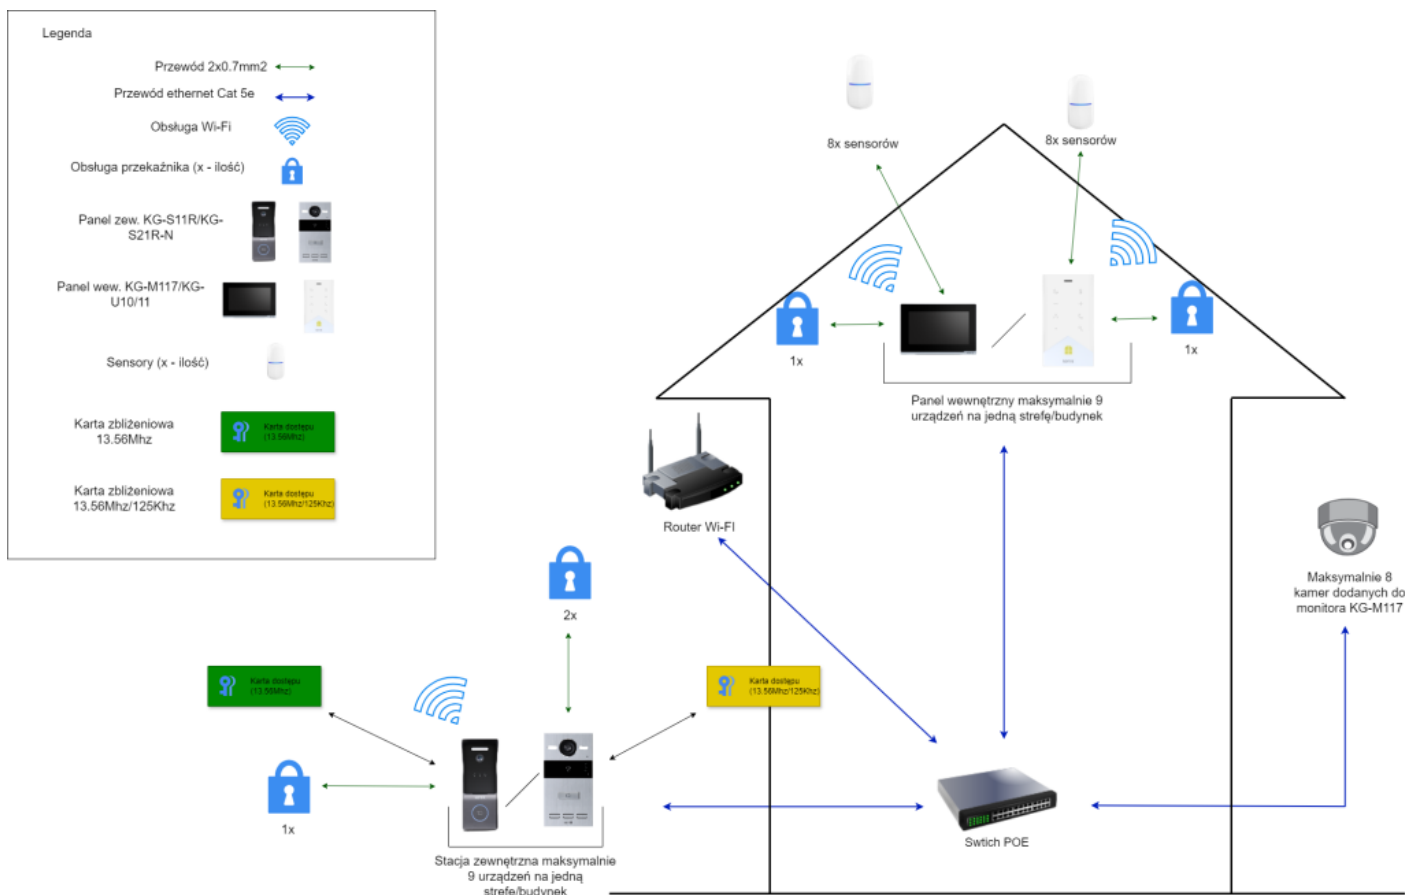 Legenda
Przewód 2x0.7mm2
Przewód ethernet Cat 5e
Obsługa Wi-Fi
Obsługa przekaźnika (x - ilość)
Panel zew. KG-S11R/KG-
S21R-N
Panel wew. KG-M117/KG-
U10/11
Sensory (x - ilość)
Karta zbliżeniowa
13.56Mhz
Karta dostępu
(13.56Mhz)
Karta zbliżeniowa
13.56Mhz/125Khz
Karta dostępu
(13.56Mhz/125Khz)
8x sensorów
8x sensorów
1x
1x
Panel wewnętrzny maksymalnie 9
urządzeń na jedną strefę/budynek
Router Wi-FI
Maksymalnie 8
kamer dodanych do
monitora KG-M117
2x
Karta dostępu
(13.56Mhz)
Karta dostępu
(13.56Mhz/125Khz)
1x
Swtich POE
Stacja zewnętrzna maksymalnie
9 urządzeń na jedną
strefe/budynek